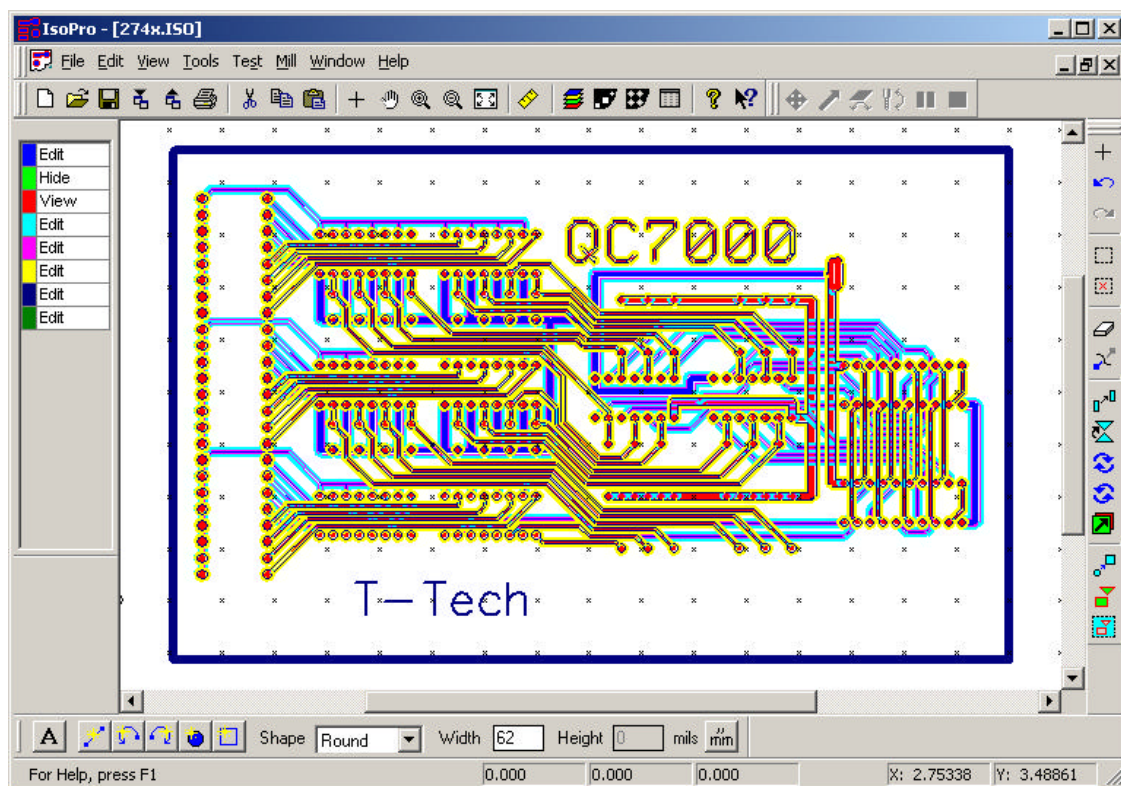 IsoPro - [274x.ISO]
File Edit View Tools Test Mill Window Help
Edit
Hide
View
Edit
Edit
Edit
Edit
Edit
QC7000
T-Tech
A Shape Round Width 62 Height 0 mils mm
For Help, press F1 0.000 0.000 0.000 X: 2.75338 Y: 3.48861